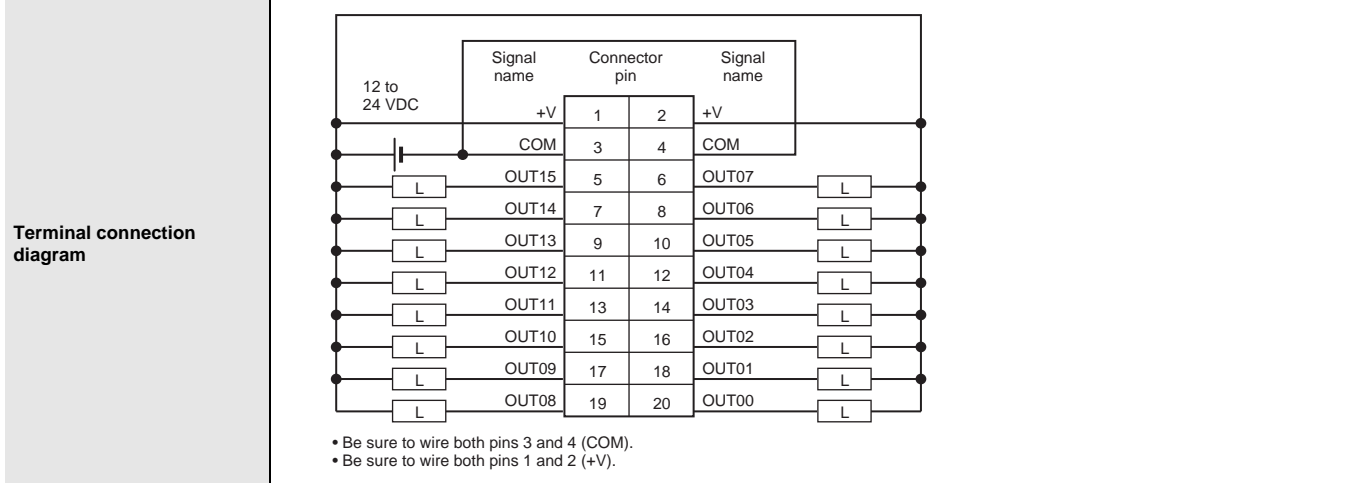 Terminal connection
diagram
Signal name Connector pin Signal name
12 to
24 VDC
+V 1 2 +V
COM 3 4 COM
L OUT15 5 6 OUT07 L
L OUT14 7 8 OUT06 L
L OUT13 9 10 OUT05 L
L OUT12 11 12 OUT04 L
L OUT11 13 14 OUT03 L
L OUT10 15 16 OUT02 L
L OUT09 17 18 OUT01 L
L OUT08 19 20 OUT00 L
• Be sure to wire both pins 3 and 4 (COM).
• Be sure to wire both pins 1 and 2 (+V).